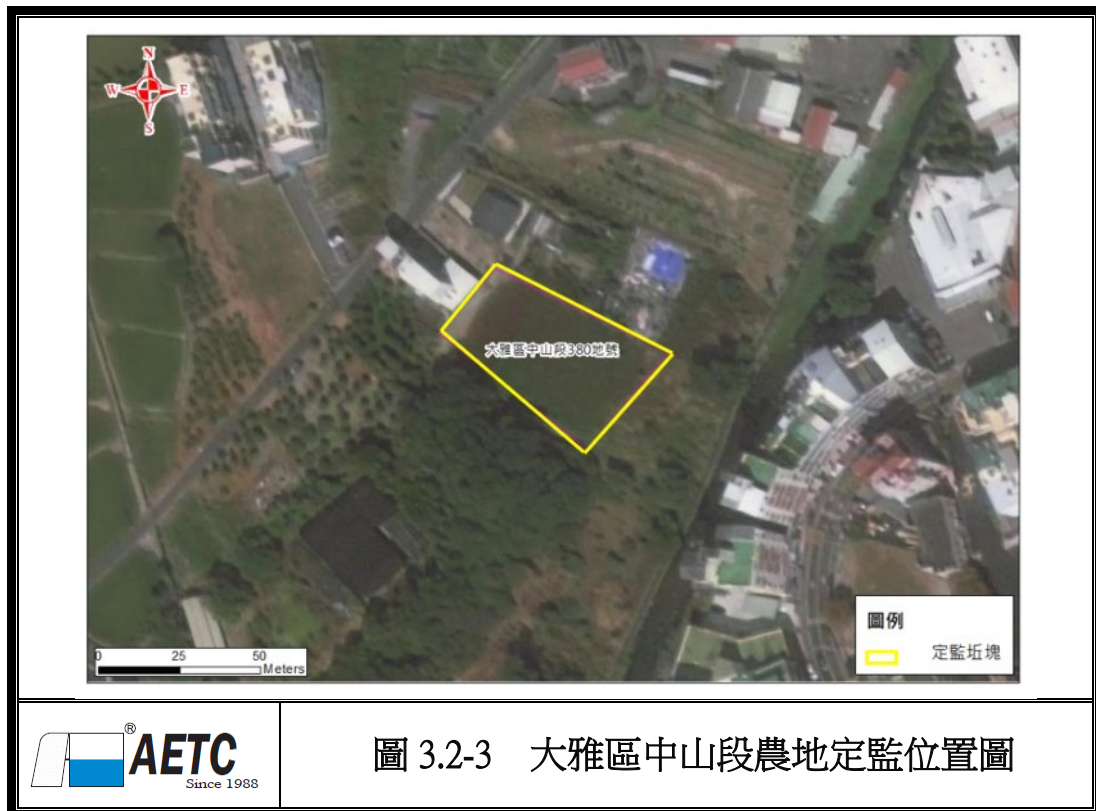 N
W E
S
大雅區中山段380地號
圖例
定監坵塊
0 25 50
Meters
® AETC
Since 1988
圖 3.2-3 大雅區中山段農地定監位置圖